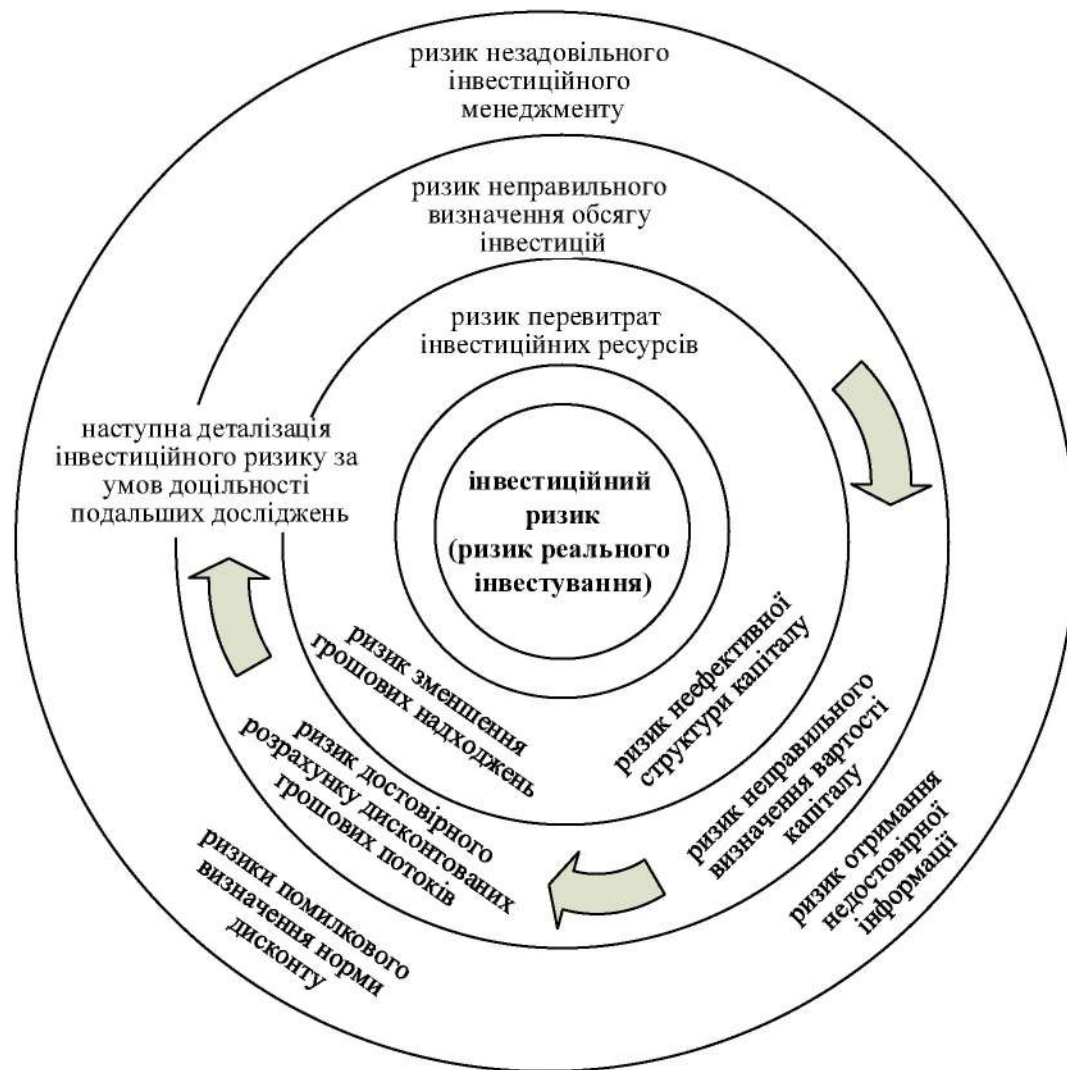 ризик незадовільного
інвестиційного
менеджменту
ризик неправильного
визначення обсягу
інвестицій
ризик перевитрат
інвестиційних ресурсів
наступна деталізація
інвестиційного ризику за
умов доцільності
подальших досліджень
інвестиційний
ризик
(ризик реального
інвестування)
ризик зменшення
грошових надходжень
ризик неефективної
структури капіталу
ризик достовірного
розрахунку дисконтованих
грошових потоків
ризик неправильного
визначення вартості
капіталу
ризики помилкового
визначення норми
дисконту
ризик отримання
недостовірної
інформації